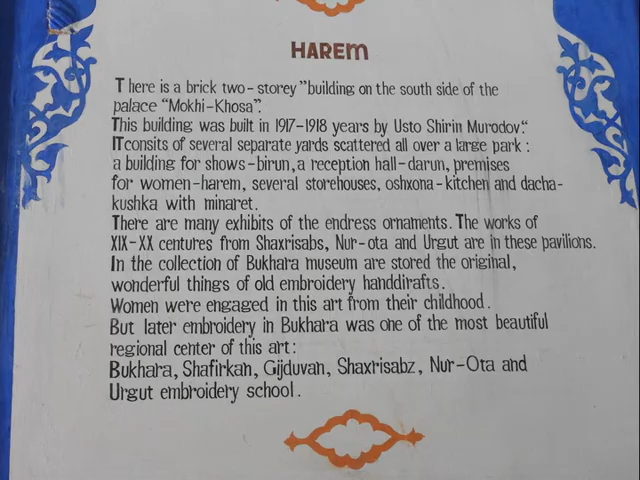 HAREM
There is a brick two-storey "building on the south side of the
palace "Mokhi-Khosa".
This building was built in 1917-1918 years by Usto Shirin Murodov."
ITconsits of several separate yards scattered all over a large park :
a building for shows-birun, a reception hall-darun, premises
for women-harem, several storehouses, oshxona-kitchen and dacha-
kushka with minaret.
There are many exhibits of the endress ornaments. The works of
XIX-XX centures from Shaxrisabs, Nur-ota and Urgut are in these pavilions.
In the collection of Bukhara museum are stored the original,
wonderful things of old embroidery handdirafts.
Women were engaged in this art from their childhood.
But later embroidery in Bukhara was one of the most beautiful
regional center of this art:
Bukhara, Shafirkan, Gijduvan, Shaxrisabz, Nur-Ota and
Urgut embroidery school.